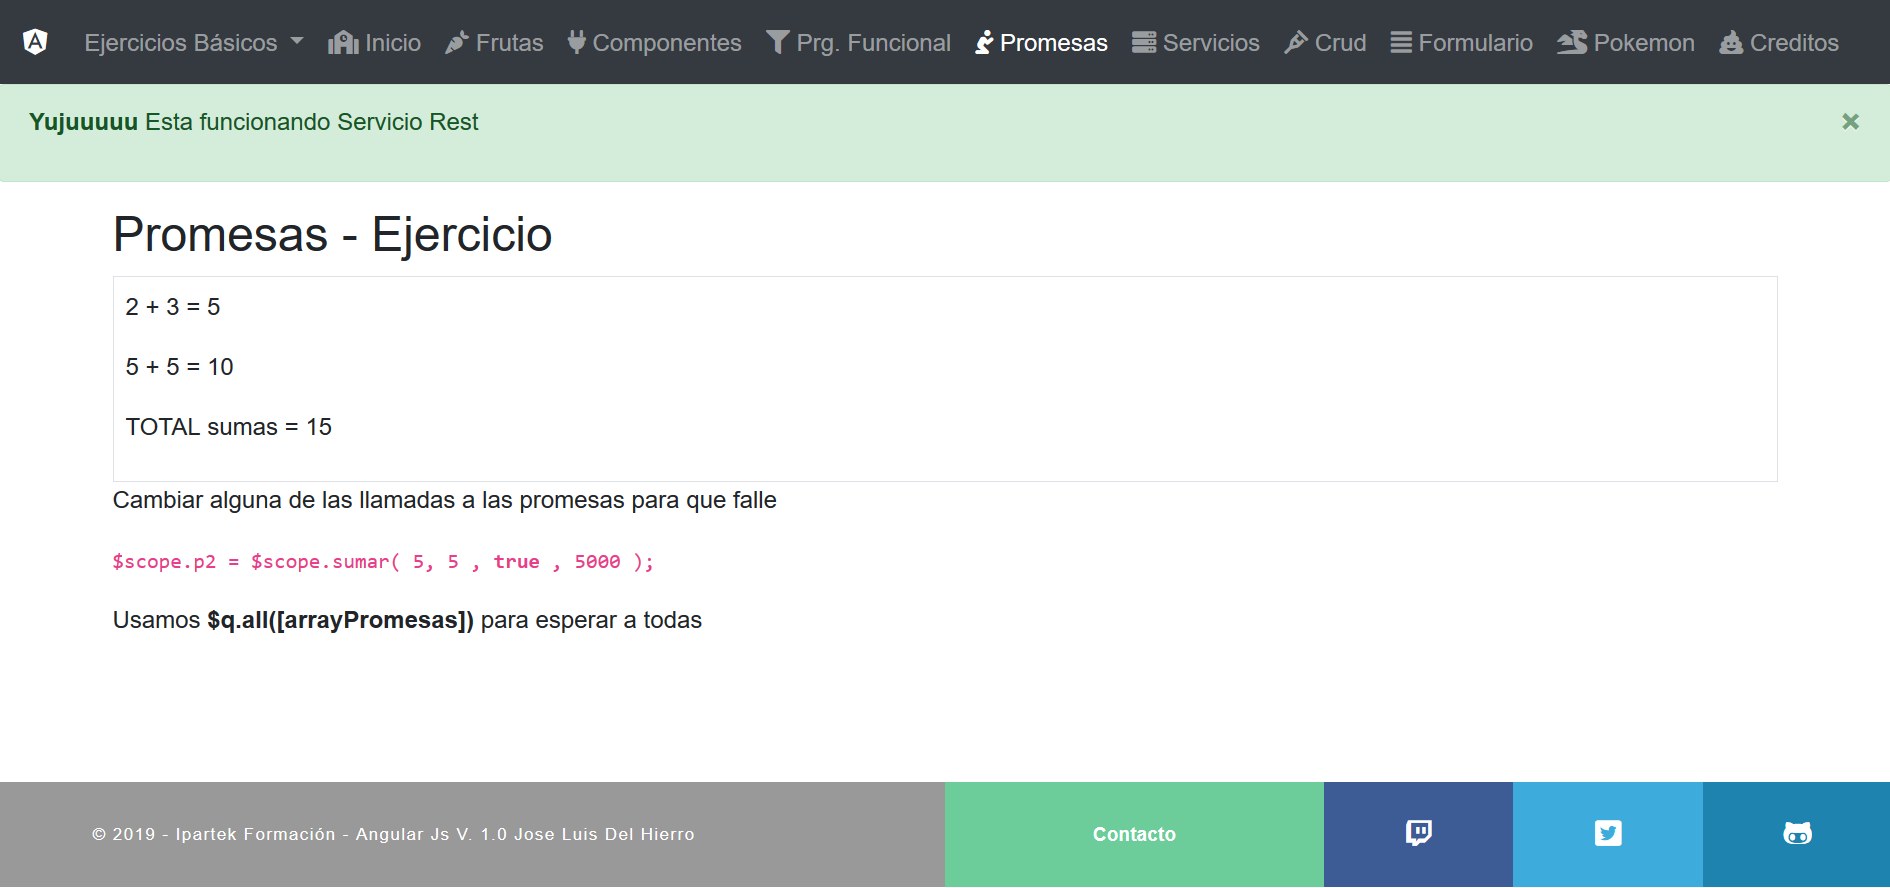 Ejercicios Básicos Inicio Frutas Componentes Prg. Funcional Promesas Servicios Crud Formulario Pokemon Creditos
Yujuuuuu Esta funcionando Servicio Rest ×
Promesas - Ejercicio
2 + 3 = 5
5 + 5 = 10
TOTAL sumas = 15
Cambiar alguna de las llamadas a las promesas para que falle
$scope.p2 = $scope.sumar( 5, 5 , true , 5000 );
Usamos $q.all([arrayPromesas]) para esperar a todas
© 2019 - Ipartek Formación - Angular Js V. 1.0 Jose Luis Del Hierro Contacto